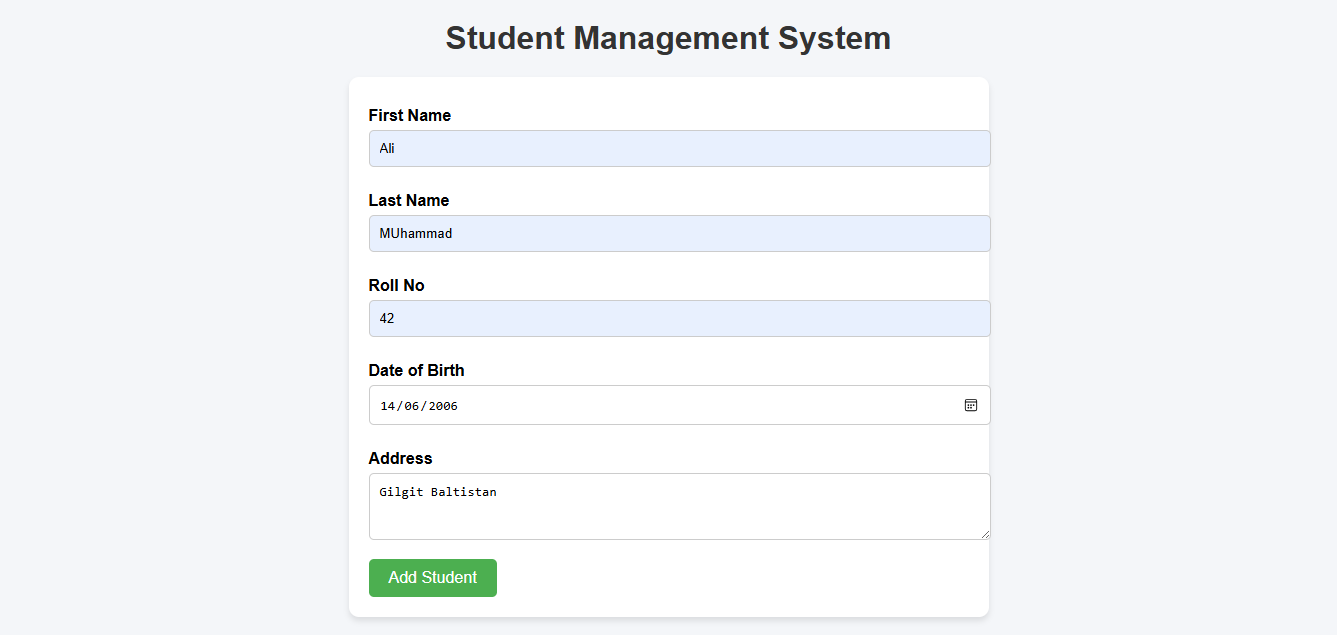 Student Management System
First Name
Ali
Last Name
MUhammad
Roll No
42
Date of Birth
14/06/2006
Address
Gilgit Baltistan
Add Student